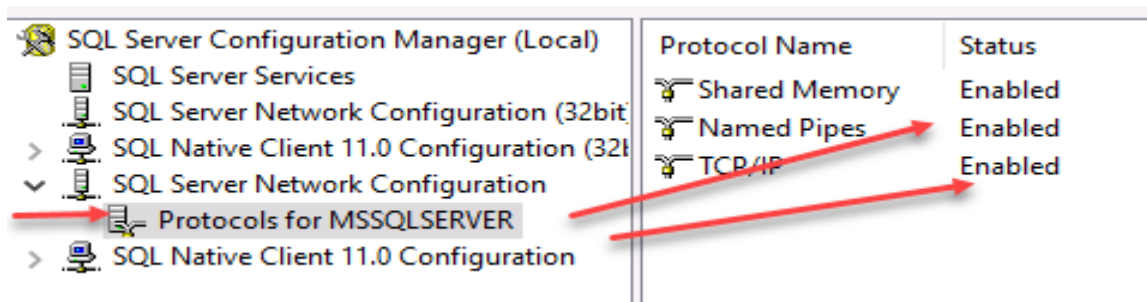 SQL Server Configuration Manager (Local)
SQL Server Services
SQL Server Network Configuration (32bit
SQL Native Client 11.0 Configuration (32
SQL Server Network Configuration
Protocols for MSSQLSERVER
SQL Native Client 11.0 Configuration
Protocol Name Status
Shared Memory Enabled
Named Pipes Enabled
TCP/IP Enabled